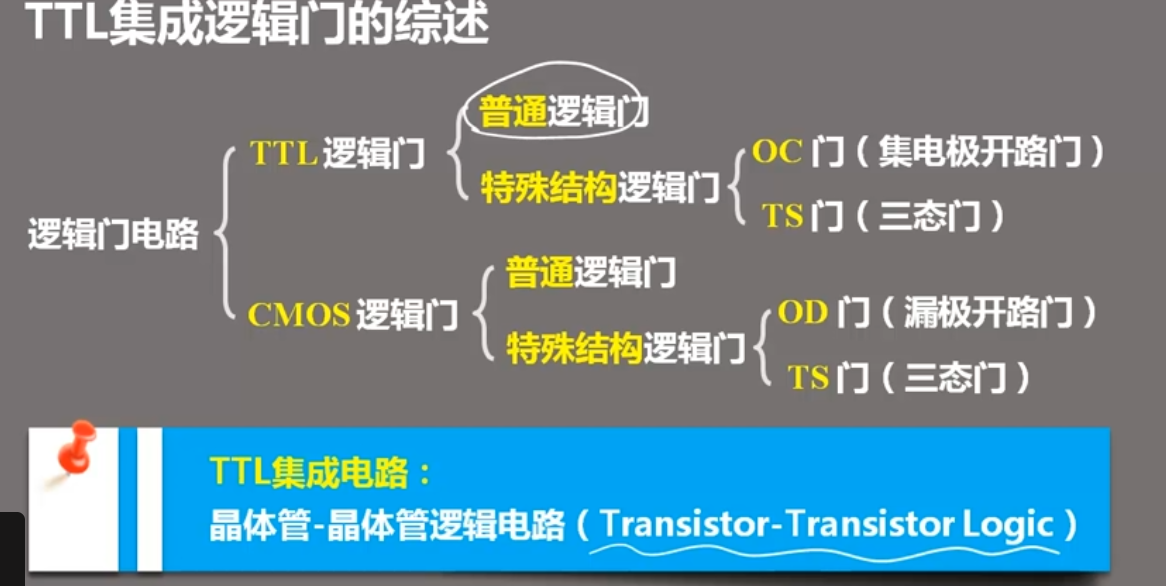 TTL集成逻辑门的综述
普通逻辑门
TTL逻辑门
OC 门（集电极开路门）
特殊结构逻辑门
TS 门（三态门）
逻辑门电路
普通逻辑门
CMOS 逻辑门
OD 门（漏极开路门）
特殊结构逻辑门
TS 门（三态门）
TTL集成电路：
晶体管-晶体管逻辑电路（Transistor-Transistor Logic）